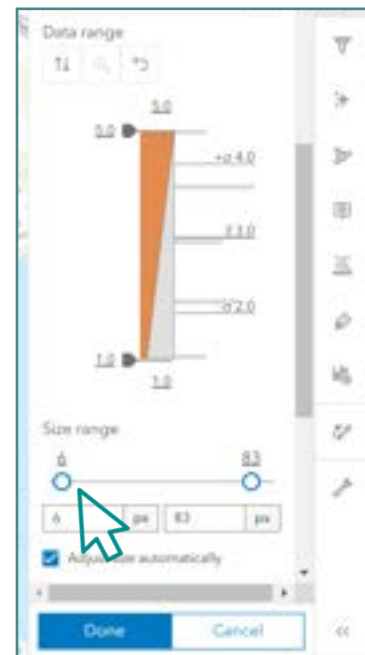 Data range
5.0
5.0
+σ 4.0
x̄ 3.0
-σ 2.0
1.0
1.0
Size range
6 83
6 px 83 px
Adjust size automatically
Done Cancel